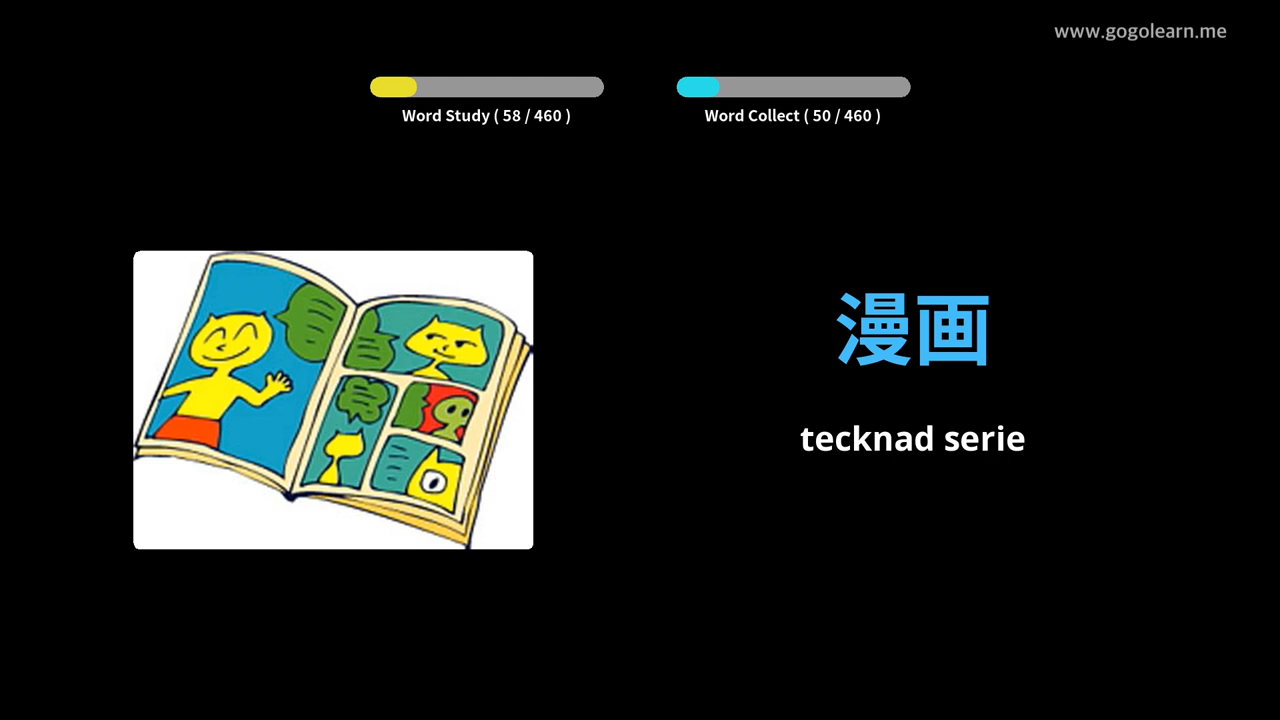 www.gogolearn.me
Word Study ( 58 / 460 )
Word Collect ( 50 / 460 )
漫画
tecknad serie